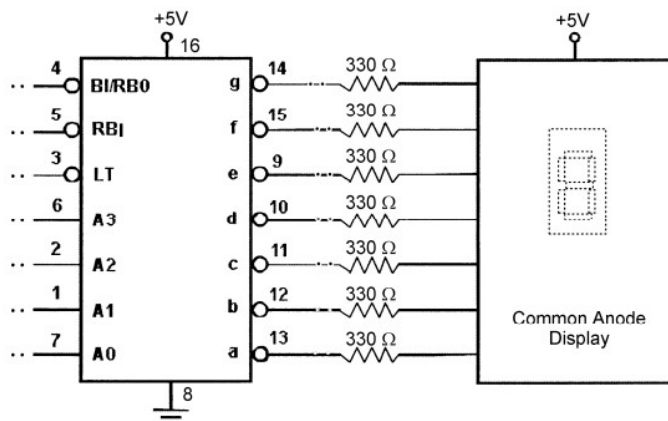 +5V
+5V
16
4 BI/RB0 g 14 330 Ω
5 RBI f 15 330 Ω
3 LT e 9 330 Ω
6 A3 d 10 330 Ω
2 A2 c 11 330 Ω
1 A1 b 12 330 Ω
7 A0 a 13 330 Ω
8
Common Anode
Display